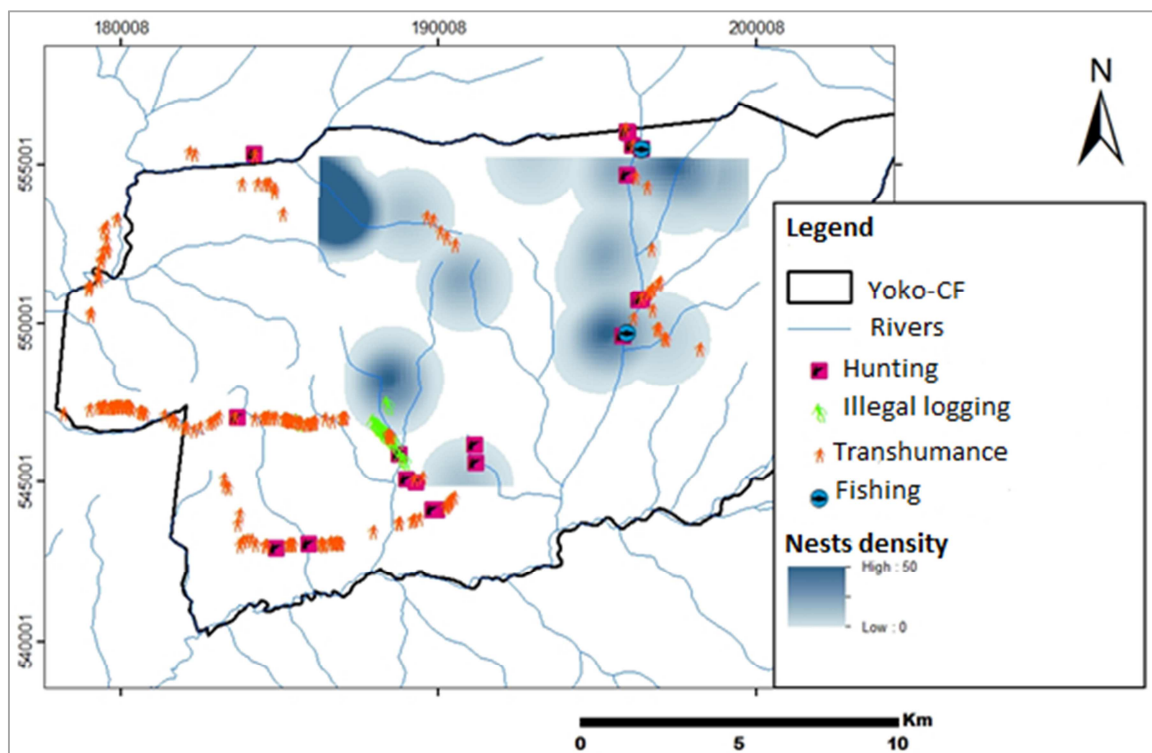 180008 190008 200008
N
555001
550001
545001
540001
Legend
Yoko-CF
Rivers
Hunting
Illegal logging
Transhumance
Fishing
Nests density
High : 50
Low : 0
Km
0 5 10